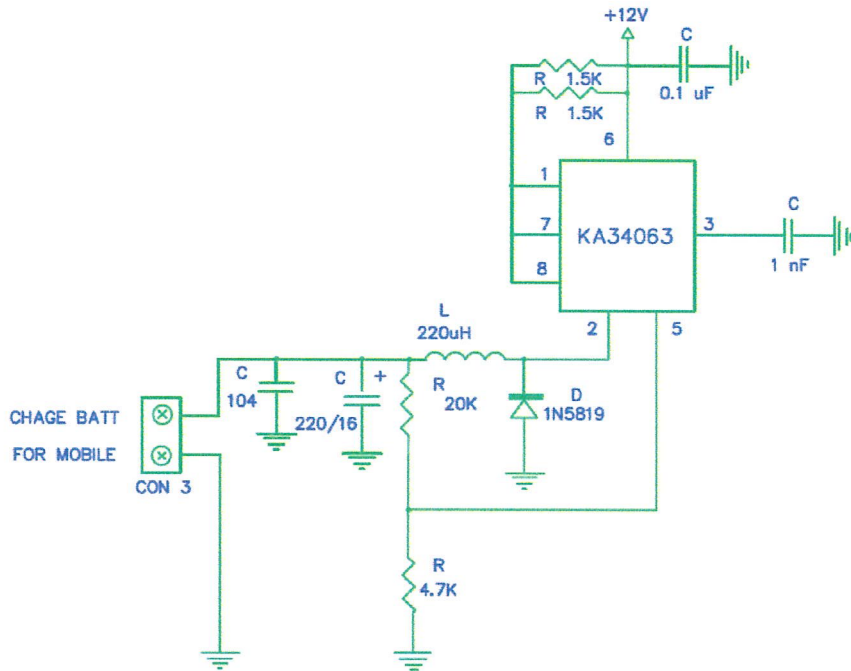 +12V
C
R 1.5K
0.1 uF
R 1.5K
6
1
C
7
KA34063
3
8
1 nF
L
2
5
220uH
C
C +
R
D
104
20K
1N5819
CHAGE BATT
220/16
FOR MOBILE
CON 3
R
4.7K